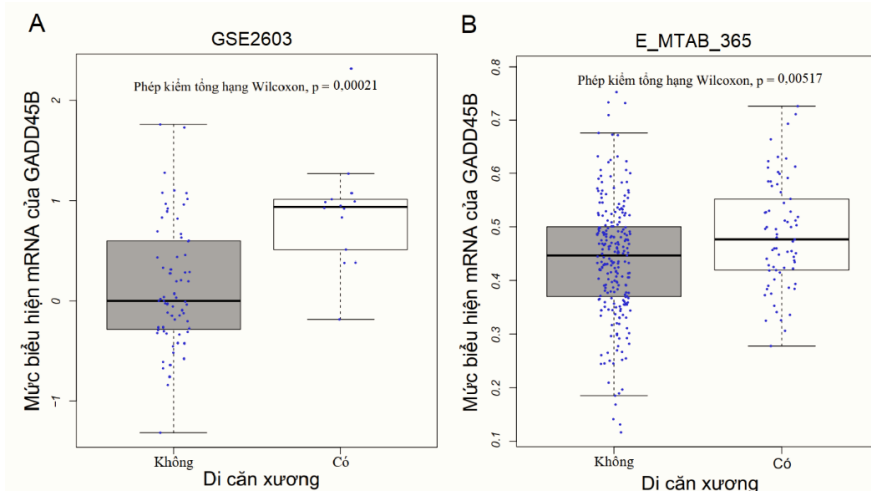 A
GSE2603
Phép kiểm tổng hạng Wilcoxon, p = 0,00021
Mức biểu hiện mRNA của GADD45B
2
1
0
-1
Không
Có
Di căn xương
B
E_MTAB_365
Phép kiểm tổng hạng Wilcoxon, p = 0,00517
Mức biểu hiện mRNA của GADD45B
0.8
0.7
0.6
0.5
0.4
0.3
0.2
0.1
Không
Có
Di căn xương